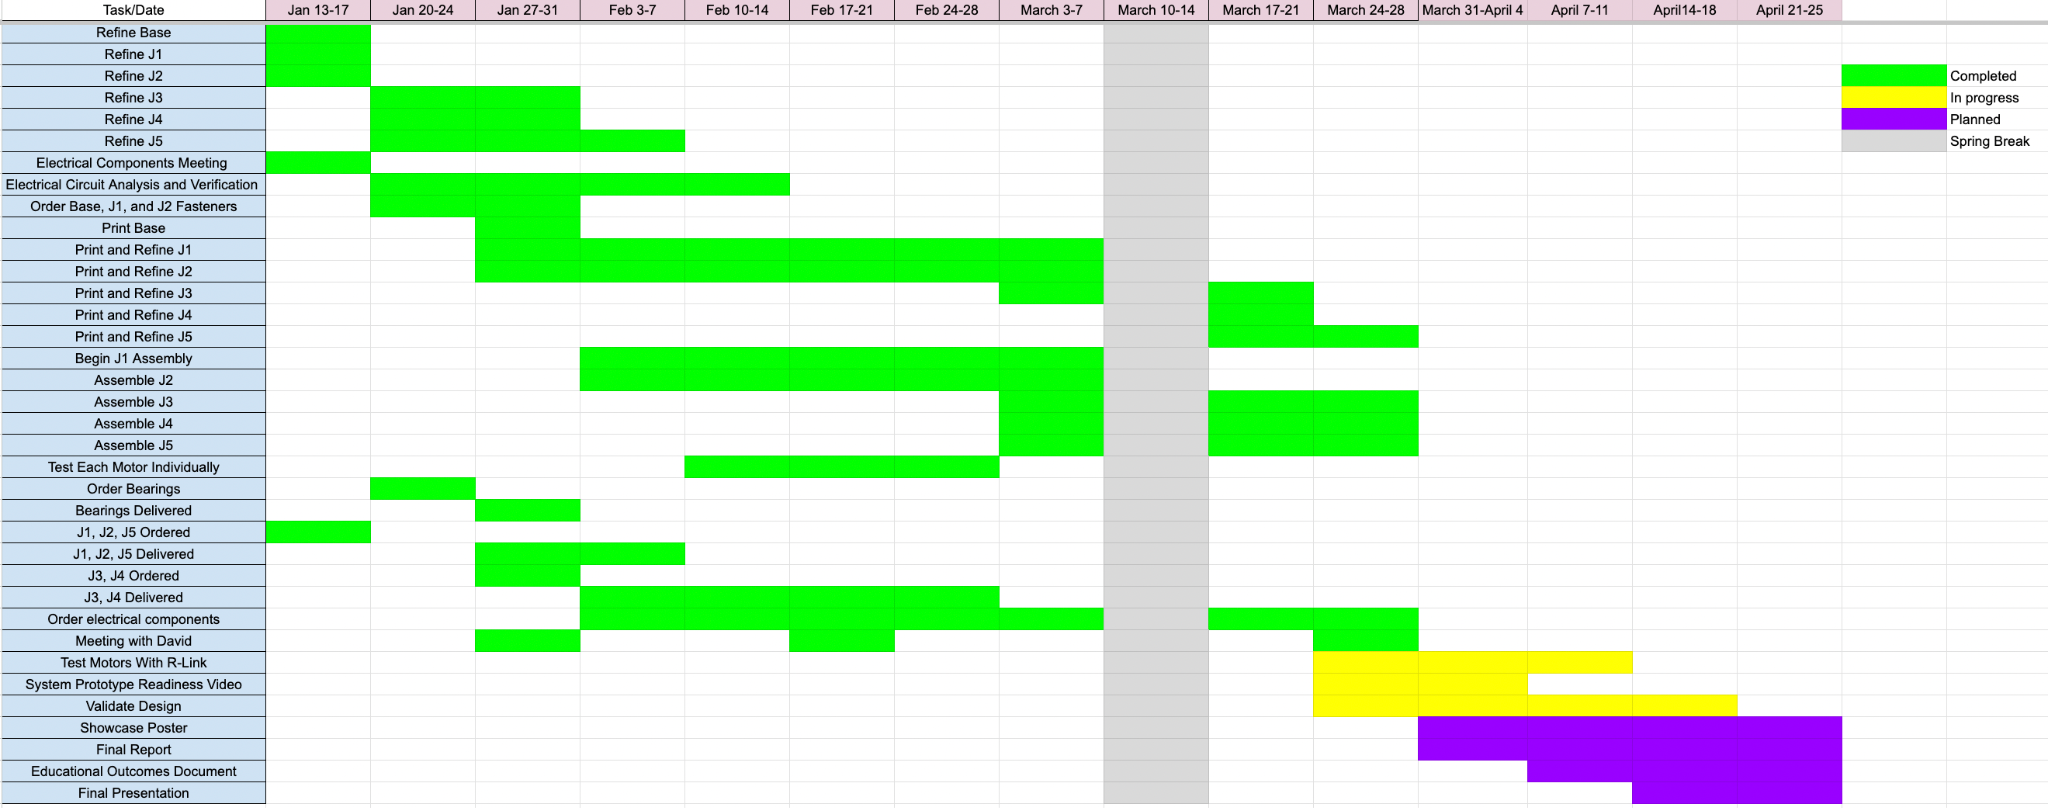 Task/Date Jan 13-17 Jan 20-24 Jan 27-31 Feb 3-7 Feb 10-14 Feb 17-21 Feb 24-28 March 3-7 March 10-14 March 17-21 March 24-28 March 31-April 4 April 7-11 April14-18 April 21-25
Refine Base
Refine J1
Refine J2 Completed
Refine J3 In progress
Refine J4 Planned
Refine J5 Spring Break
Electrical Components Meeting
Electrical Circuit Analysis and Verification
Order Base, J1, and J2 Fasteners
Print Base
Print and Refine J1
Print and Refine J2
Print and Refine J3
Print and Refine J4
Print and Refine J5
Begin J1 Assembly
Assemble J2
Assemble J3
Assemble J4
Assemble J5
Test Each Motor Individually
Order Bearings
Bearings Delivered
J1, J2, J5 Ordered
J1, J2, J5 Delivered
J3, J4 Ordered
J3, J4 Delivered
Order electrical components
Meeting with David
Test Motors With R-Link
System Prototype Readiness Video
Validate Design
Showcase Poster
Final Report
Educational Outcomes Document
Final Presentation